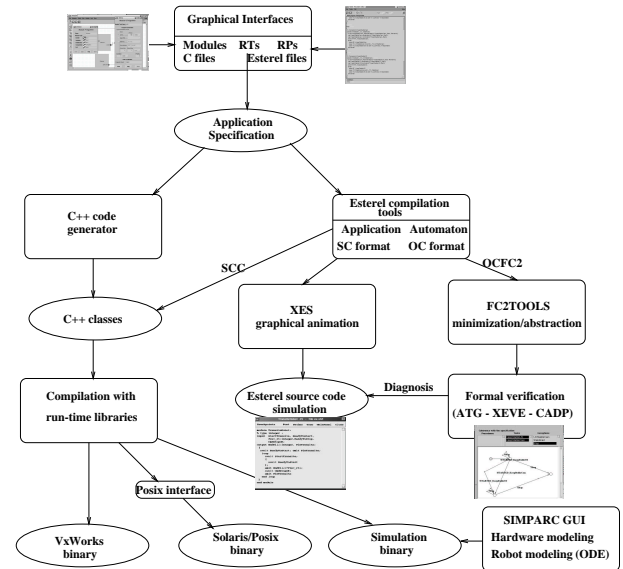 Graphical Interfaces
Modules RTs RPs
C files Esterel files
Application
Specification
C++ code
generator
Esterel compilation
tools
Application Automaton
SC format OC format
SCC
OCFC2
C++ classes
XES
graphical animation
FC2TOOLS
minimization/abstraction
Compilation with
run-time libraries
Esterel source code
simulation
Diagnosis
Formal verification
(ATG - XEVE - CADP)
Posix interface
VxWorks
binary
Solaris/Posix
binary
Simulation
binary
SIMPARC GUI
Hardware modeling
Robot modeling (ODE)